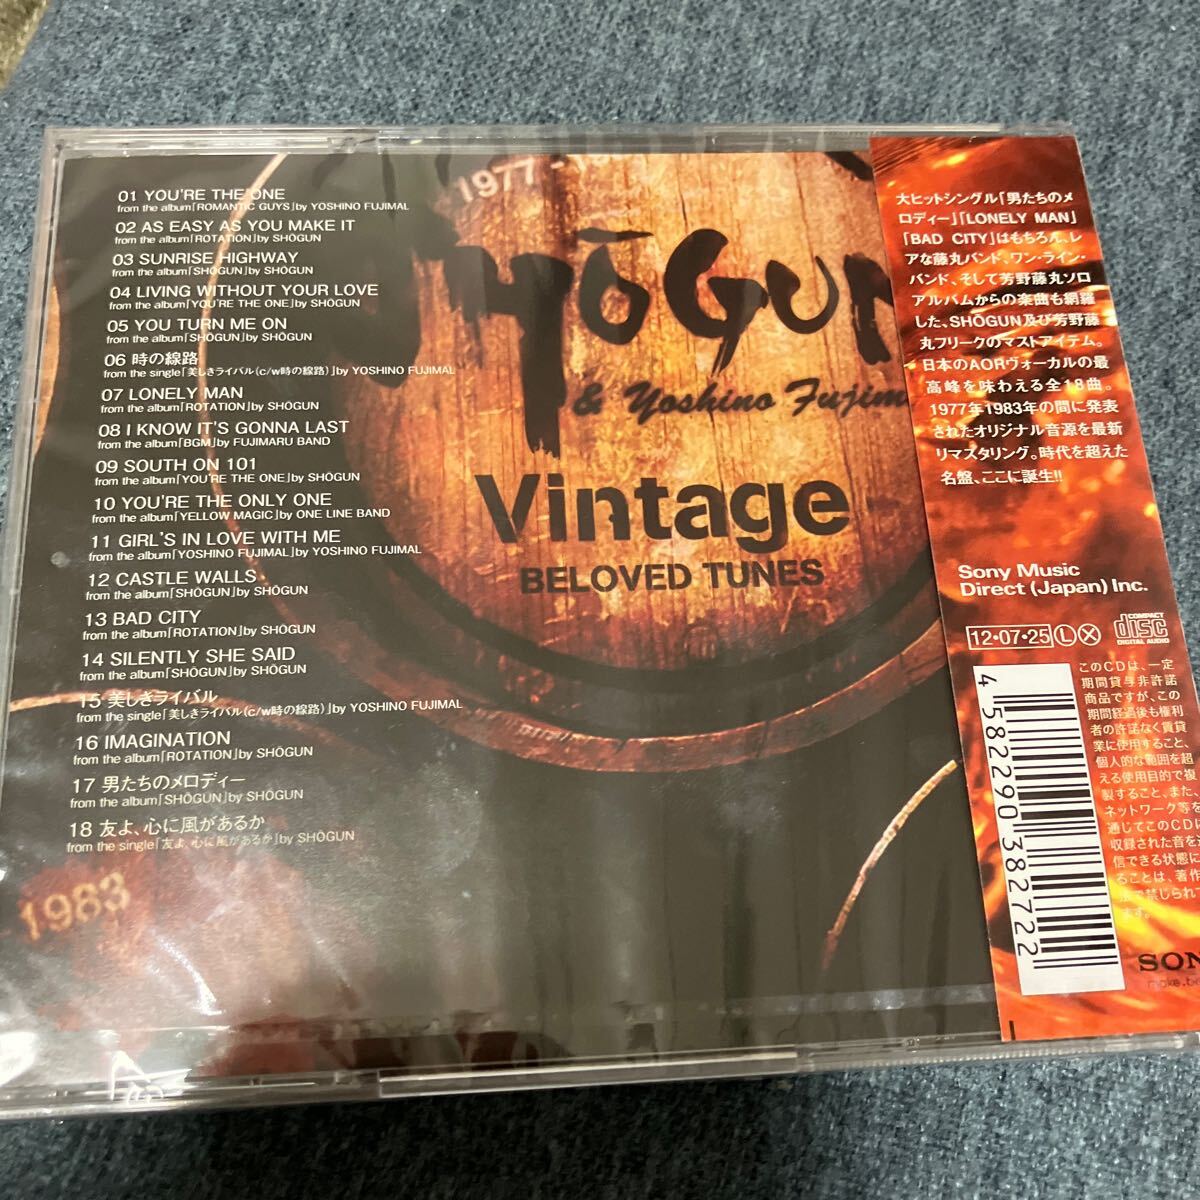 01 YOU'RE THE ONE
from the album「ROMANTIC GUYS」by YOSHINO FUJIMAL
02 AS EASY AS YOU MAKE IT
from the album「ROTATION」by SHŌGUN
03 SUNRISE HIGHWAY
from the album「SHŌGUN」by SHŌGUN
04 LIVING WITHOUT YOUR LOVE
from the album「YOU'RE THE ONE」by SHŌGUN
05 YOU TURN ME ON
from the album「SHŌGUN」by SHŌGUN
06 時の線路
from the single「美しきライバル(c/w時の線路)」by YOSHINO FUJIMAL
07 LONELY MAN
from the album「ROTATION」by SHŌGUN
08 I KNOW IT'S GONNA LAST
from the album「BGM」by FUJIMARU BAND
09 SOUTH ON 101
from the album「YOU'RE THE ONE」by SHŌGUN
10 YOU'RE THE ONLY ONE
from the album「YELLOW MAGIC」by ONE LINE BAND
11 GIRL'S IN LOVE WITH ME
from the album「YOSHINO FUJIMAL」by YOSHINO FUJIMAL
12 CASTLE WALLS
from the album「SHŌGUN」by SHŌGUN
13 BAD CITY
from the album「ROTATION」by SHŌGUN
14 SILENTLY SHE SAID
from the album「SHŌGUN」by SHŌGUN
15 美しきライバル
from the single「美しきライバル(c/w時の線路)」by YOSHINO FUJIMAL
16 IMAGINATION
from the album「ROTATION」by SHŌGUN
17 男たちのメロディー
from the album「SHŌGUN」by SHŌGUN
18 友よ、心に風があるか
from the single「友よ、心に風があるか」by SHŌGUN
1983
1977 -
HŌGUN
& Yoshino Fujim
Vintage
BELOVED TUNES
大ヒットシングル「男たちのメ
ロディー」「LONELY MAN」
「BAD CITY」はもちろん、レ
アな藤丸バンド、ワン・ライン・
バンド、そして芳野藤丸ソロ
アルバムからの楽曲も網羅
した、SHŌGUN及び芳野藤
丸フリークのマストアイテム。
日本のAORヴォーカルの最
高峰を味わえる全18曲。
1977年1983年の間に発表
されたオリジナル音源を最新
リマスタリング。時代を超えた
名盤、ここに誕生!!
Sony Music
Direct (Japan) Inc.
12・07・25 Ⓛ Ⓧ
COMPACT
disc
DIGITAL AUDIO
4 582290 382722
このCDは、一定
期間貸与非許諾
商品ですが、この
期間経過後も権利
者の許諾なく賃貸
業に使用すること、
個人的な範囲を超
える使用目的で複
製すること、また、
ネットワーク等を
通じてこのCDに
収録された音を送
信できる状態に
ることは、著作
で禁じられて
ます。
SON
make.be